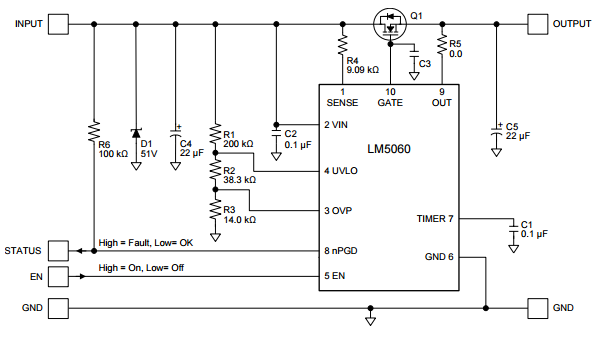 INPUT
Q1
OUTPUT
R4
9.09 kΩ
C3
R5
0.0
1
SENSE
10
GATE
9
OUT
R6
100 kΩ
D1
51V
+
C4
22 µF
R1
200 kΩ
C2
0.1 µF
2 VIN
LM5060
+
C5
22 µF
R2
38.3 kΩ
4 UVLO
R3
14.0 kΩ
3 OVP
TIMER 7
C1
0.1 µF
STATUS
High = Fault, Low= OK
8 nPGD
GND 6
EN
High = On, Low= Off
5 EN
GND
GND